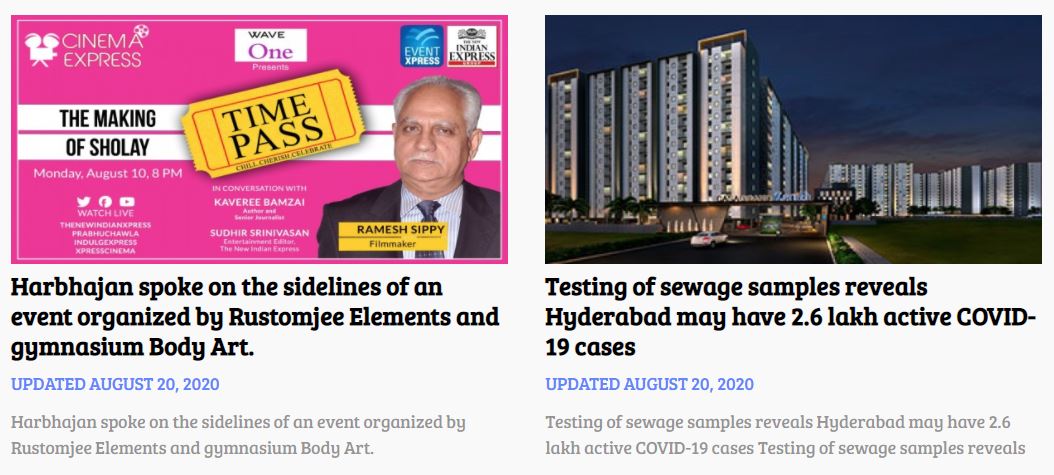 CINEMA
EXPRESS
WAVE
One
Presents
EVENT
XPRESS
THE NEW
INDIAN
EXPRESS
GROUP
THE MAKING
OF SHOLAY
Monday, August 10, 8 PM
TIME
PASS
CHILL.CHERISH.CELEBRATE
WATCH LIVE
THENEWINDIANXPRESS
PRABHUCHAWLA
INDULGEXPRESS
XPRESSCINEMA
IN CONVERSATION WITH
KAVEREE BAMZAI
Author and
Senior Journalist
SUDHIR SRINIVASAN
Entertainment Editor,
The New Indian Express
RAMESH SIPPY
Filmmaker
Harbhajan spoke on the sidelines of an
event organized by Rustomjee Elements and
gymnasium Body Art.
UPDATED AUGUST 20, 2020
Harbhajan spoke on the sidelines of an event organized by
Rustomjee Elements and gymnasium Body Art.
Testing of sewage samples reveals
Hyderabad may have 2.6 lakh active COVID-
19 cases
UPDATED AUGUST 20, 2020
Testing of sewage samples reveals Hyderabad may have 2.6
lakh active COVID-19 cases Testing of sewage samples reveals